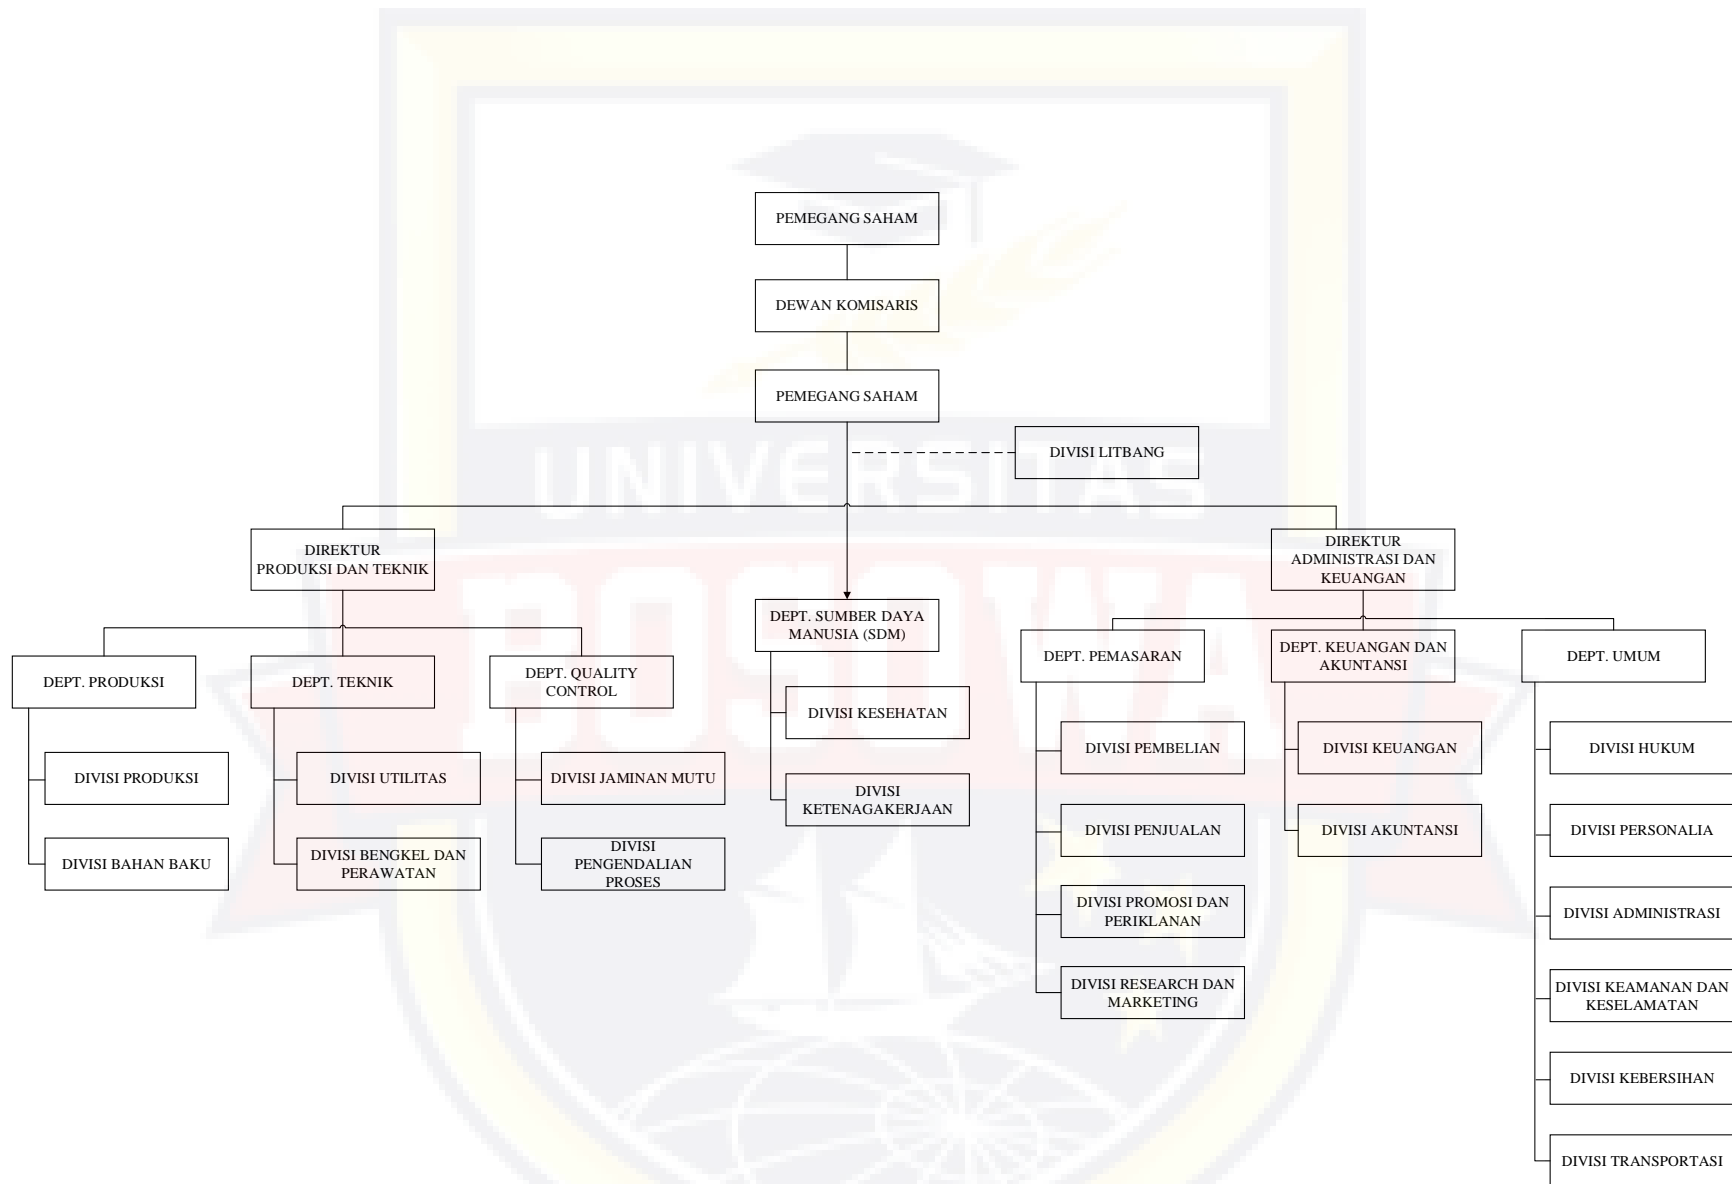 PEMEGANG SAHAM
DEWAN KOMISARIS
PEMEGANG SAHAM
DIVISI LITBANG
UNIVERSITAS
BOSOWA
DIREKTUR
PRODUKSI DAN TEKNIK
DIREKTUR
ADMINISTRASI DAN
KEUANGAN
DEPT. SUMBER DAYA
MANUSIA (SDM)
DIVISI KESEHATAN
DIVISI
KETENAGAKERJAAN
DEPT. PRODUKSI
DIVISI PRODUKSI
DIVISI BAHAN BAKU
DEPT. TEKNIK
DIVISI UTILITAS
DIVISI BENGKEL DAN
PERAWATAN
DEPT. QUALITY
CONTROL
DIVISI JAMINAN MUTU
DIVISI
PENGENDALIAN
PROSES
DEPT. PEMASARAN
DIVISI PEMBELIAN
DIVISI PENJUALAN
DIVISI PROMOSI DAN
PERIKLANAN
DIVISI RESEARCH DAN
MARKETING
DEPT. KEUANGAN DAN
AKUNTANSI
DIVISI KEUANGAN
DIVISI AKUNTANSI
DEPT. UMUM
DIVISI HUKUM
DIVISI PERSONALIA
DIVISI ADMINISTRASI
DIVISI KEAMANAN DAN
KESELAMATAN
DIVISI KEBERSIHAN
DIVISI TRANSPORTASI